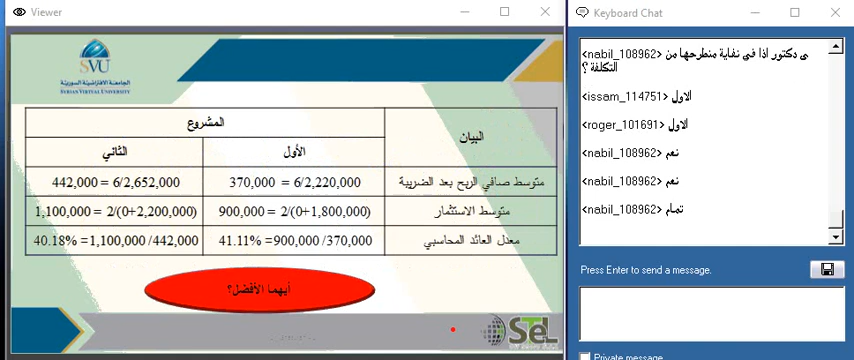 Viewer
SVU
الجامعة الافتراضية السورية
SYRIAN VIRTUAL UNIVERSITY
البيان
المشروع
الأول
الثاني
متوسط صافي الربح بعد الضريبة
370,000 = 6/2,220,000
442,000 = 6/2,652,000
متوسط الاستثمار
900,000 = 2/(0+1,800,000)
1,100,000 = 2/(0+2,200,000)
معدل العائد المحاسبي
41.11% =900,000 /370,000
40.18% =1,100,000 /442,000
أيهما الأفضل؟
SeL
Keyboard Chat
<nabil_108962> ى دكتور اذا في نفاية منطرحها من
التكلفة ؟
<issam_114751> الاول
<roger_101691> الاول
<nabil_108962> نعم
<nabil_108962> نعم
<nabil_108962> تمام
Press Enter to send a message.
Private message